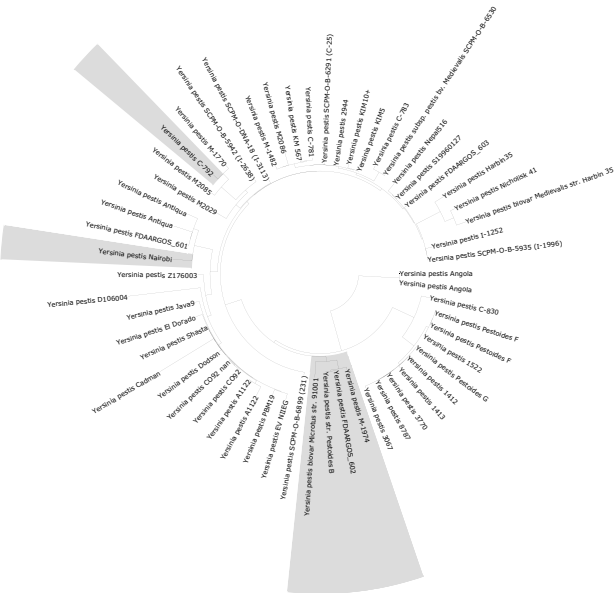 Yersinia pestis SCPM-O-B-6291 (C-25)
Yersinia pestis 2944
Yersinia pestis KIM10+
Yersinia pestis KIM5
Yersinia pestis C-783
Yersinia pestis subsp. pestis bv. Medievalis SCPM-O-B-6530
Yersinia pestis Nepal516
Yersinia pestis S19960127
Yersinia pestis FDAARGOS_603
Yersinia pestis Harbin35
Yersinia pestis Nicholisk 41
Yersinia pestis biovar Medievalis str. Harbin 35
Yersinia pestis I-1252
Yersinia pestis SCPM-O-B-5935 (I-1996)
Yersinia pestis Angola
Yersinia pestis Angola
Yersinia pestis C-830
Yersinia pestis Pestoides F
Yersinia pestis Pestoides F
Yersinia pestis 1522
Yersinia pestis Pestoides G
Yersinia pestis 1412
Yersinia pestis 1413
Yersinia pestis 3770
Yersinia pestis 8787
Yersinia pestis 3067
Yersinia pestis M-1974
Yersinia pestis FDAARGOS_602
Yersinia pestis str. Pestoides B
Yersinia pestis biovar Microtus str. 91001
Yersinia pestis SCPM-O-B-6899 (231)
Yersinia pestis EV NIIEG
Yersinia pestis PBM19
Yersinia pestis A1122
Yersinia pestis A1122
Yersinia pestis CO92
Yersinia pestis CO92 nan
Yersinia pestis Dodson
Yersinia pestis Cadman
Yersinia pestis Shasta
Yersinia pestis El Dorado
Yersinia pestis Java9
Yersinia pestis D106004
Yersinia pestis Z176003
Yersinia pestis Nairobi
Yersinia pestis FDAARGOS_601
Yersinia pestis Antiqua
Yersinia pestis Antiqua
Yersinia pestis M2029
Yersinia pestis M2085
Yersinia pestis C-792
Yersinia pestis M-1770
Yersinia pestis SCPM-O-B-5942 (I-2638)
Yersinia pestis SCPM-O-DNA-18 (I-3113)
Yersinia pestis M-1482
Yersinia pestis M2086
Yersinia pestis KM 567
Yersinia pestis C-781